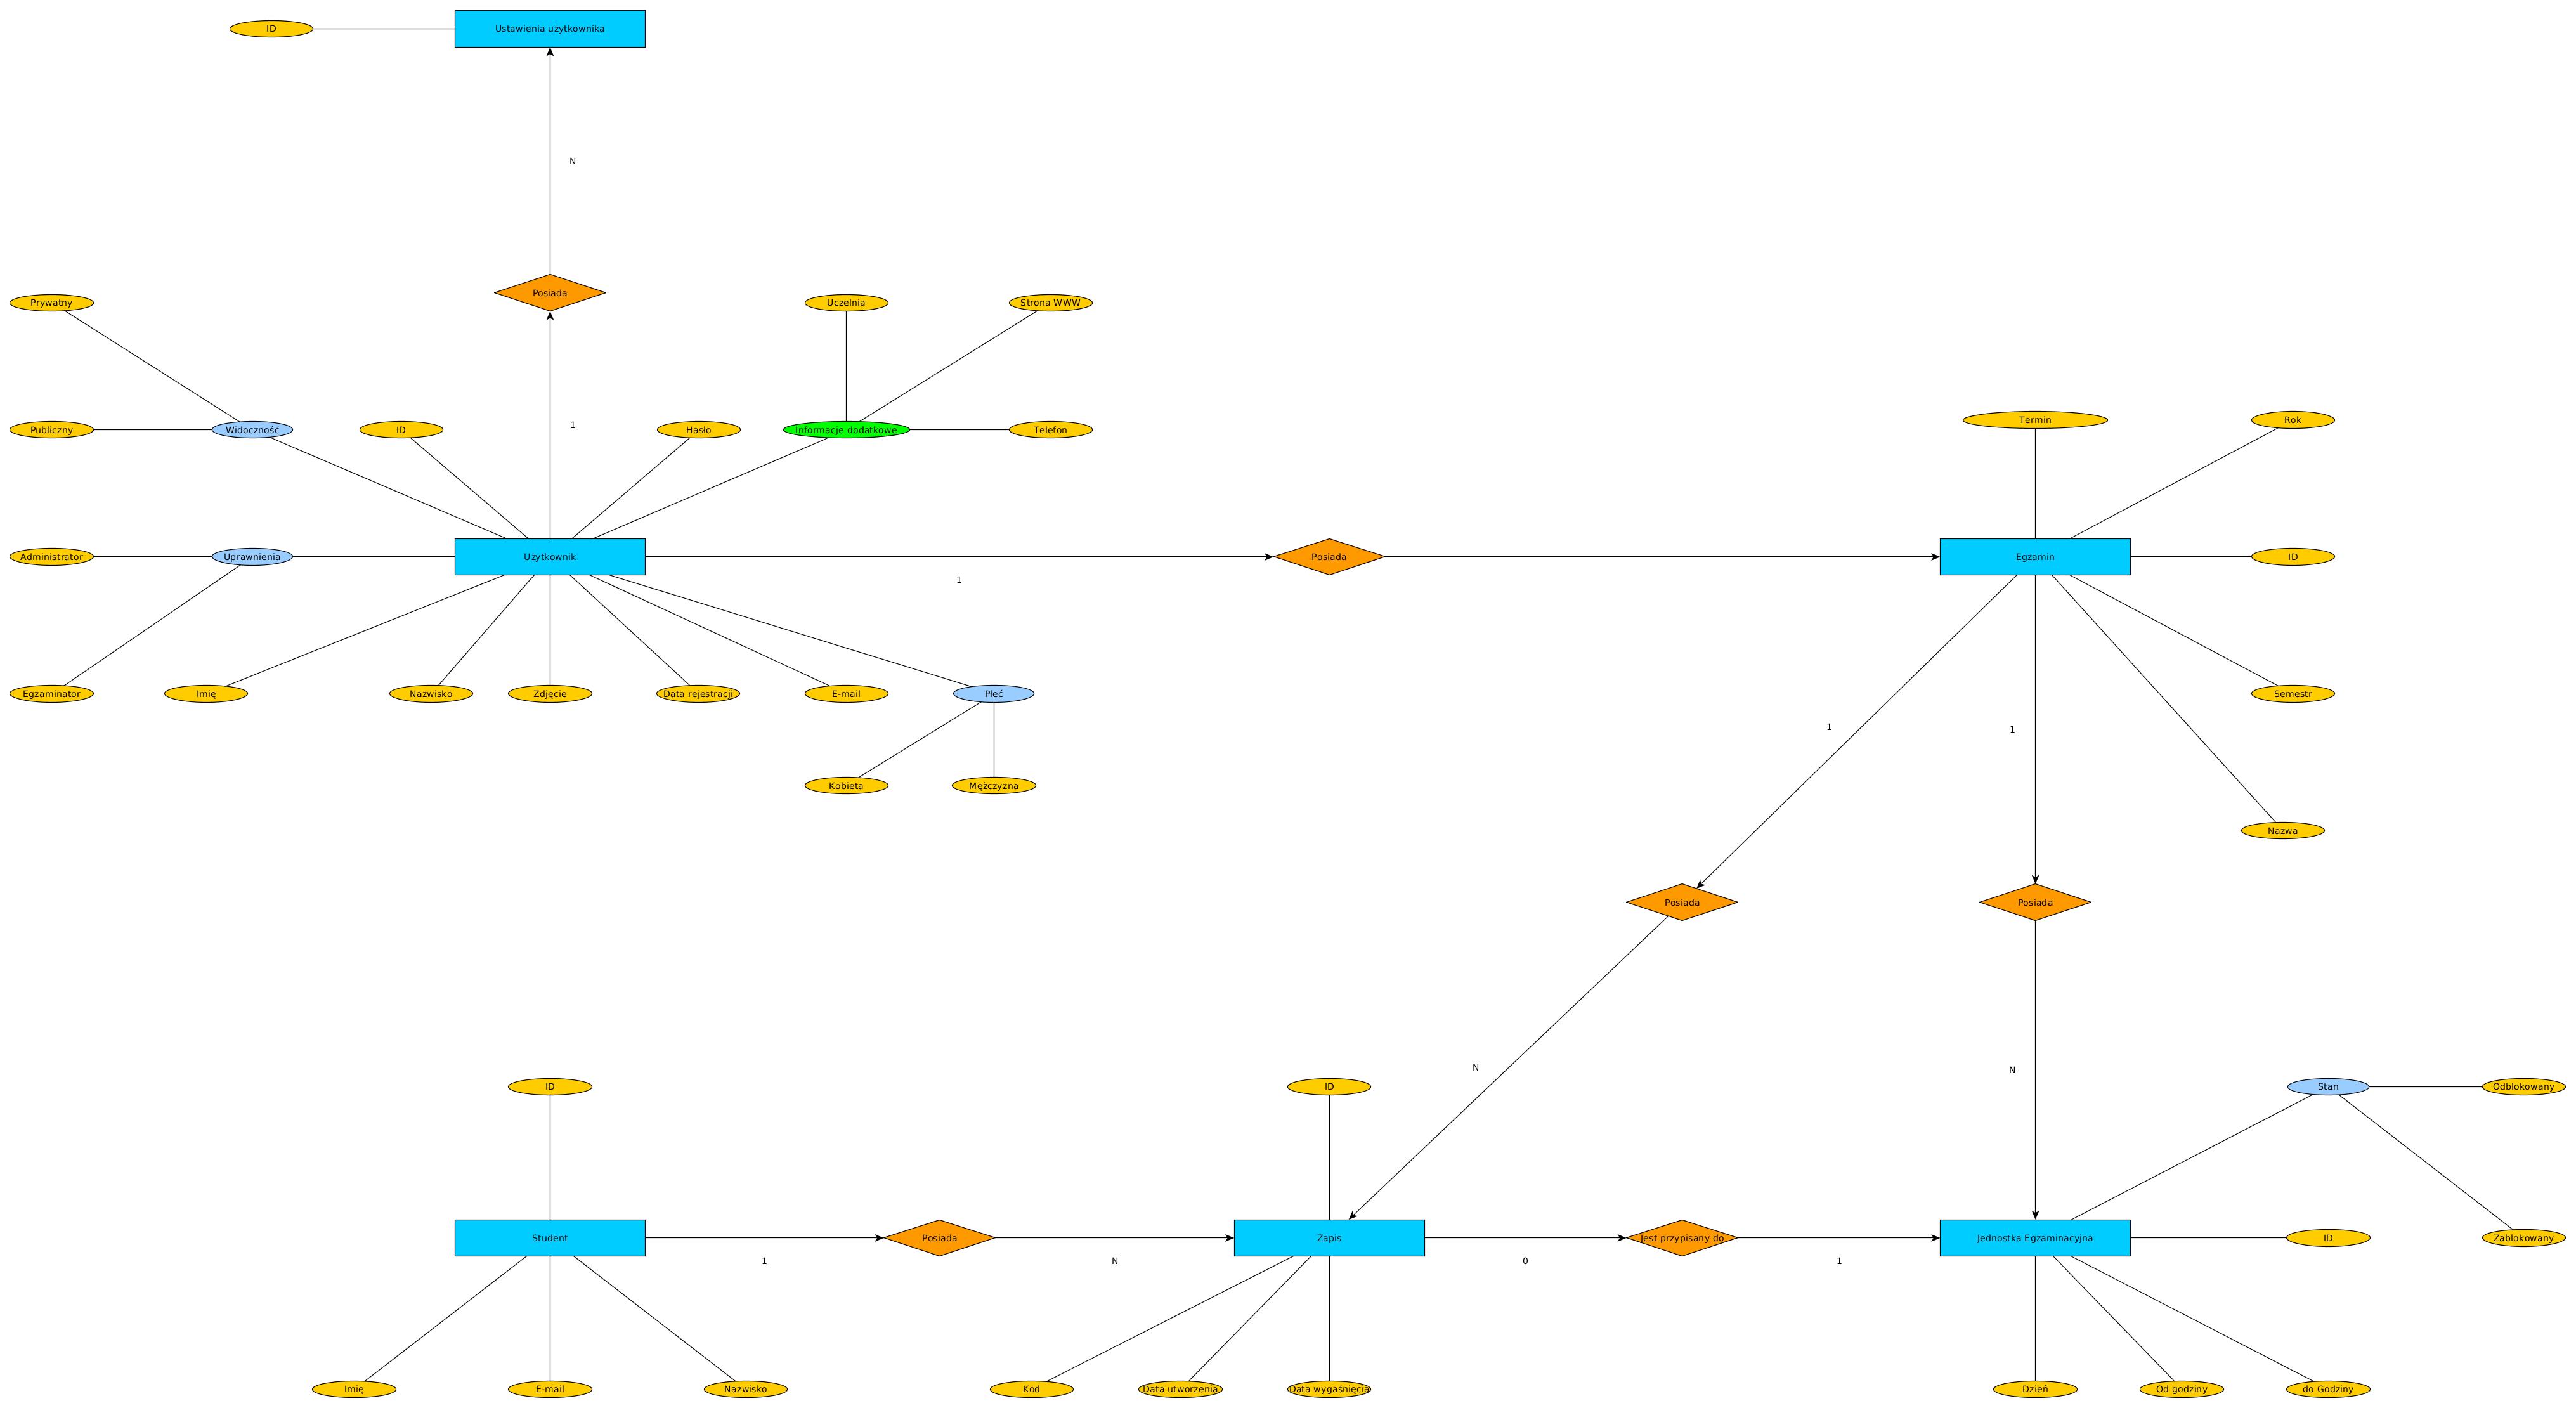 ID
Ustawienia użytkownika
N
Posiada
Prywatny
Uczelnia
Strona WWW
1
Termin
Rok
Publiczny
Widoczność
ID
Hasło
Informacje dodatkowe
Telefon
Administrator
Uprawnienia
Użytkownik
Posiada
Egzamin
ID
1
Egzaminator
Imię
Nazwisko
Zdjęcie
Data rejestracji
E-mail
Płeć
Semestr
1
1
Kobieta
Mężczyzna
Nazwa
Posiada
Posiada
N
N
ID
ID
Stan
Odblokowany
Student
Posiada
Zapis
Jest przypisany do
Jednostka Egzaminacyjna
ID
Zablokowany
1
N
0
1
Imię
E-mail
Nazwisko
Kod
Data utworzenia
Data wygaśnięcia
Dzień
Od godziny
do Godziny